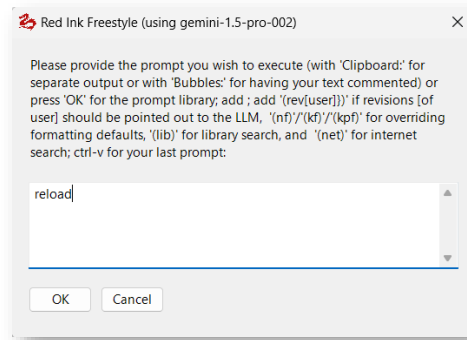 Red Ink Freestyle (using gemini-1.5-pro-002)
Please provide the prompt you wish to execute (with 'Clipboard:' for
separate output or with 'Bubbles:' for having your text commented) or
press 'OK' for the prompt library; add ; add '(rev[user]})' if revisions [of
user] should be pointed out to the LLM,  '(nf)'/'(kf)'/'(kpf)' for overriding
formatting defaults, '(lib)' for library search, and  '(net)' for internet
search; ctrl-v for your last prompt:
reload
OK Cancel